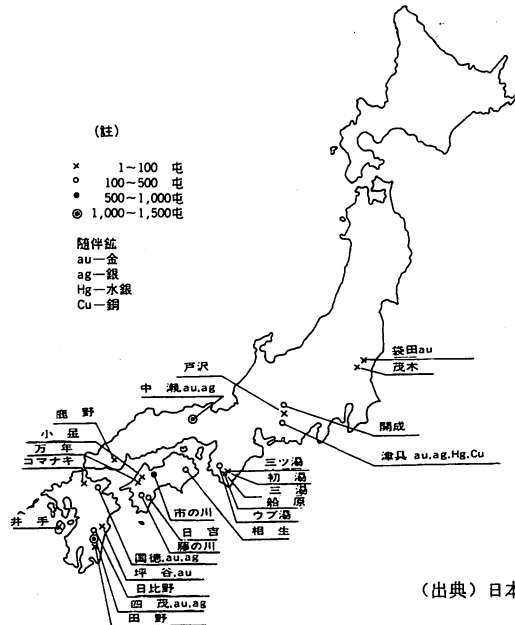 (註)
× 1～100 屯
○ 100～500 屯
● 500～1,000屯
◎ 1,000～1,500屯
随伴鉱
au—金
ag—銀
Hg—水銀
Cu—銅
袋田au
茂木
戸沢
中瀬.au,ag
開成
津具 au,ag,Hg,Cu
鹿野
小星
万年
コマナキ
三ツ湯
初湯
三湯
船原
ウブ湯
相生
市の川
日吉
藤の川
井手
国徳.au,ag
坪谷.au
日比野
四茂.au,ag
田野
(出典)日本